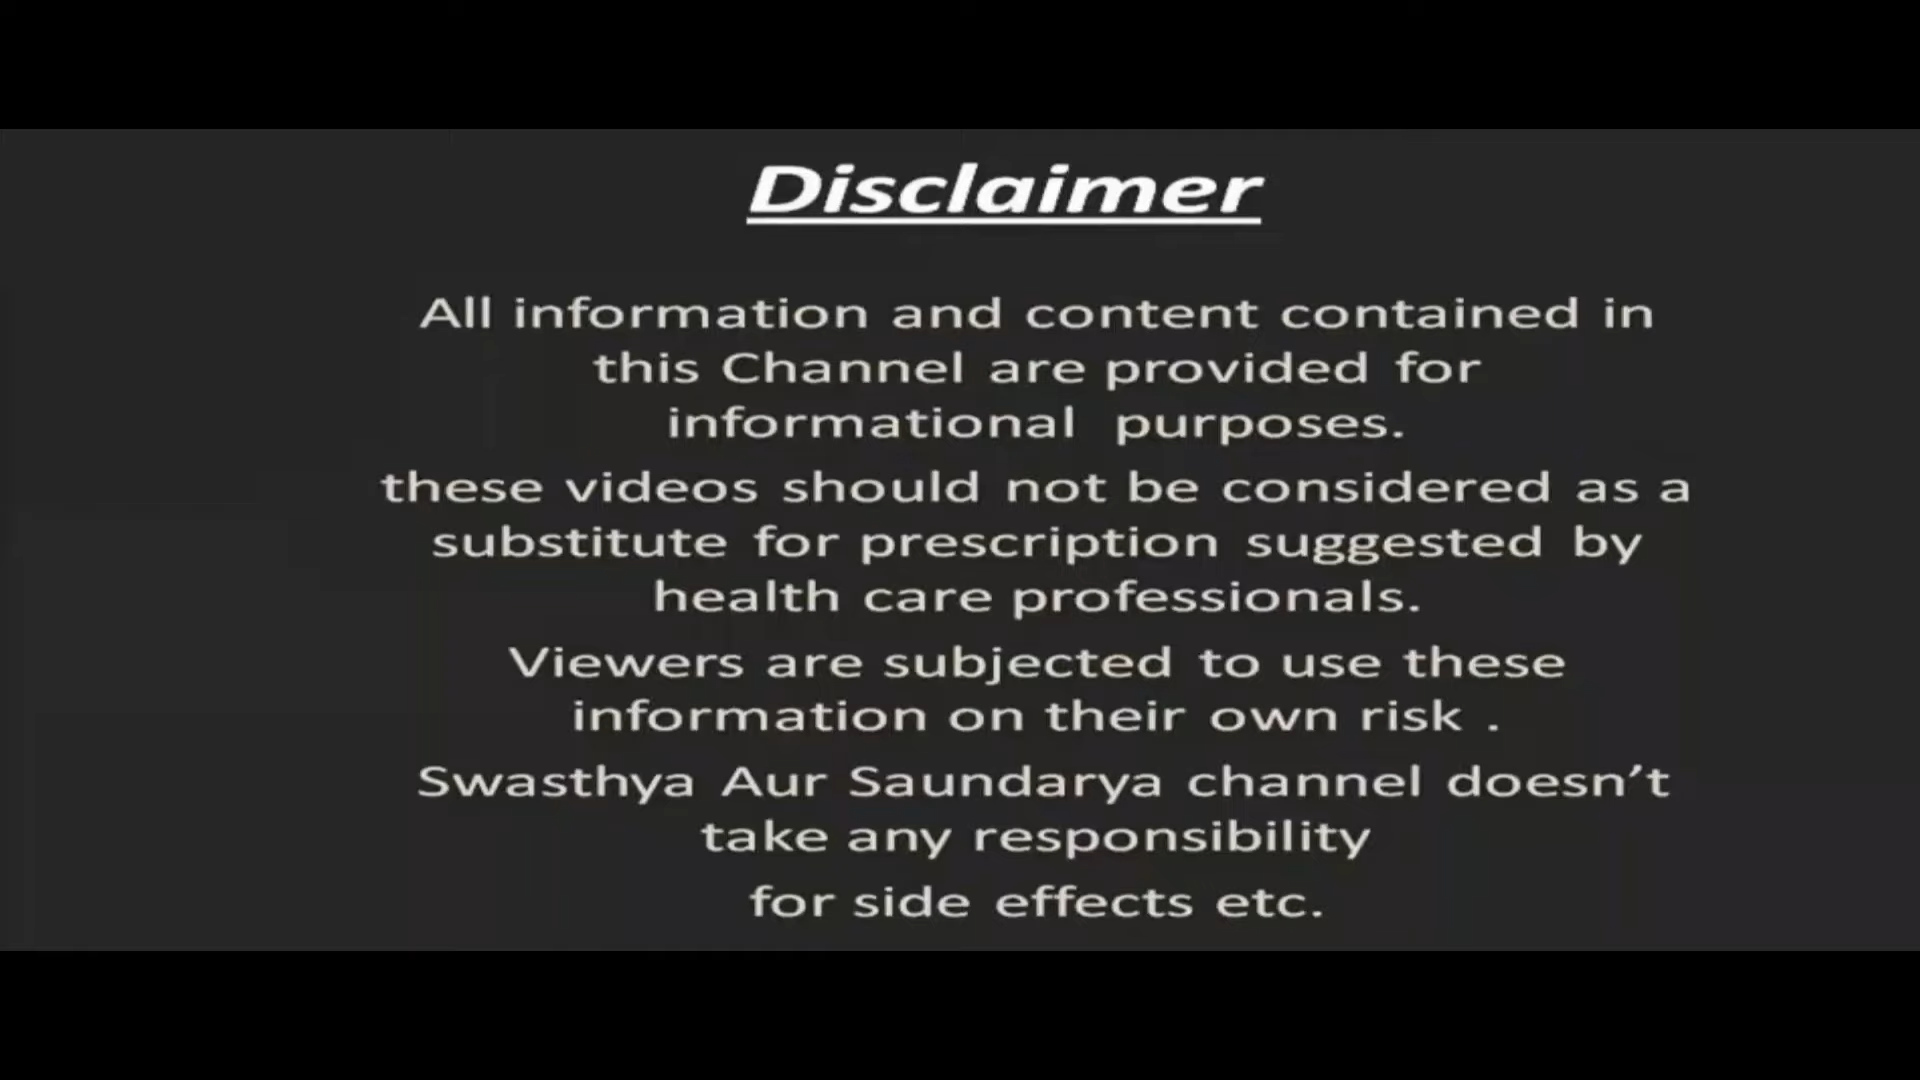 Disclaimer
All information and content contained in
this Channel are provided for
informational purposes.
these videos should not be considered as a
substitute for prescription suggested by
health care professionals.
Viewers are subjected to use these
information on their own risk .
Swasthya Aur Saundarya channel doesn’t
take any responsibility
for side effects etc.